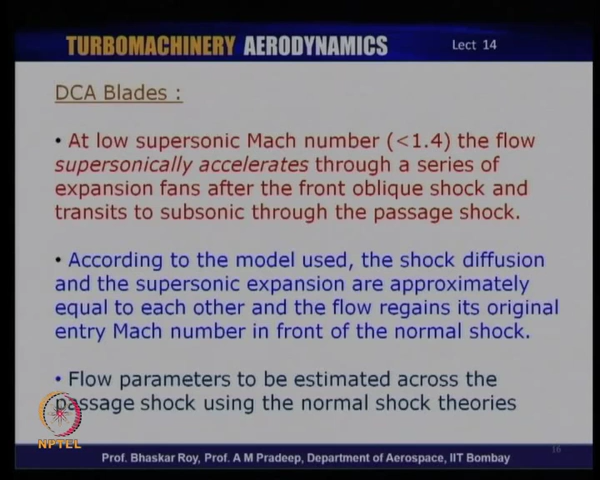 TURBOMACHINERY AERODYNAMICS Lect 14
DCA Blades :
• At low supersonic Mach number (<1.4) the flow
supersonically accelerates through a series of
expansion fans after the front oblique shock and
transits to subsonic through the passage shock.
• According to the model used, the shock diffusion
and the supersonic expansion are approximately
equal to each other and the flow regains its original
entry Mach number in front of the normal shock.
• Flow parameters to be estimated across the
passage shock using the normal shock theories
NPTEL
16
Prof. Bhaskar Roy, Prof. A M Pradeep, Department of Aerospace, IIT Bombay